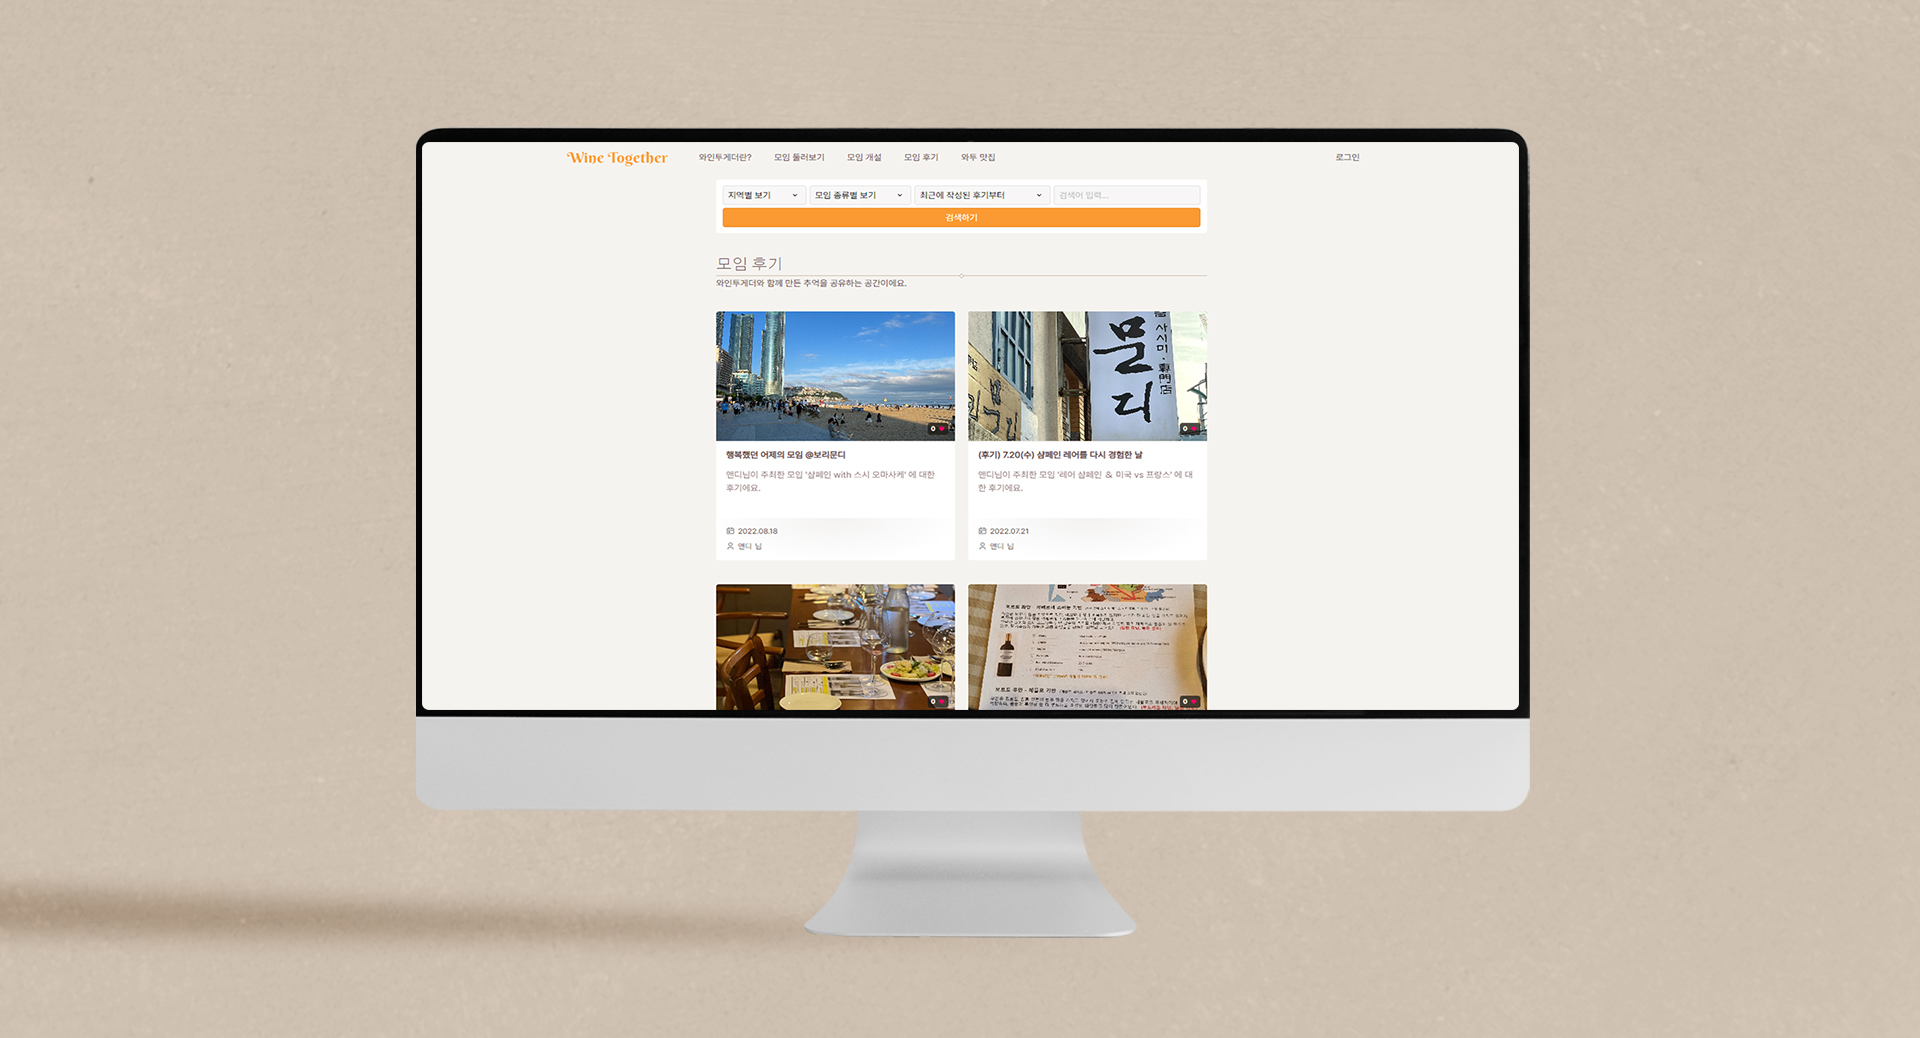 Wine Together 와인투게더란? 모임 둘러보기 모임 개설 모임 후기 와투 맛집 로그인
지역별 보기 모임 종류별 보기 최근에 작성된 후기부터 검색어 입력...
검색하기
모임 후기
와인투게더와 함께 만든 추억을 공유하는 공간이에요.
0
문디
사시미·專門店
0
행복했던 어제의 모임 @보리문디
앤디님이 주최한 모임 '샴페인 with 스시 오마사케' 에 대한
후기에요.
2022.08.18
앤디 님
(후기) 7.20(수) 샴페인 레어를 다시 경험한 날
앤디님이 주최한 모임 '레어 샴페인 & 미국 vs 프랑스' 에 대
한 후기에요.
2022.07.21
앤디 님
0
0